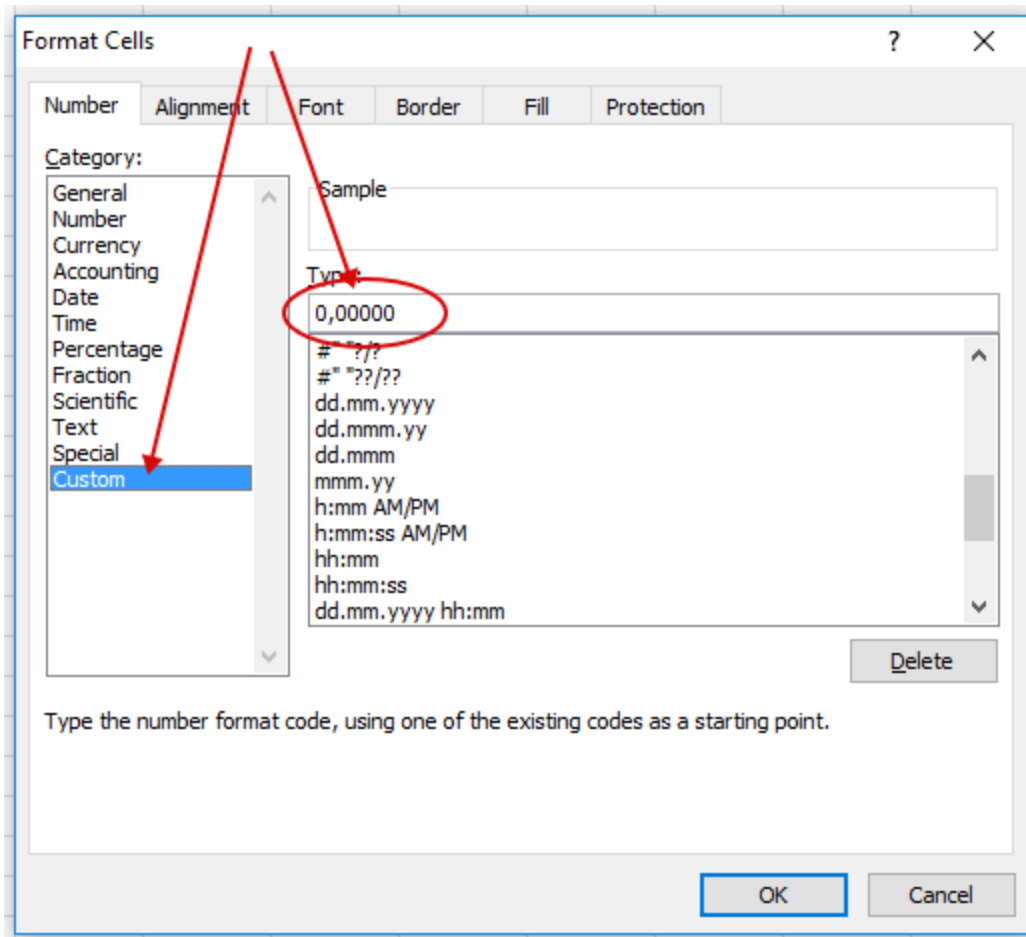 Format Cells ?
Number Alignment Font Border Fill Protection
Category:
General
Number
Currency
Accounting
Date
Time
Percentage
Fraction
Scientific
Text
Special
Custom
Sample
Type:
0,00000
#" "?/?
#" "??/??
dd.mm.yyyy
dd.mmm.yy
dd.mmm
mmm.yy
h:mm AM/PM
h:mm:ss AM/PM
hh:mm
hh:mm:ss
dd.mm.yyyy hh:mm
Delete
Type the number format code, using one of the existing codes as a starting point.
OK Cancel